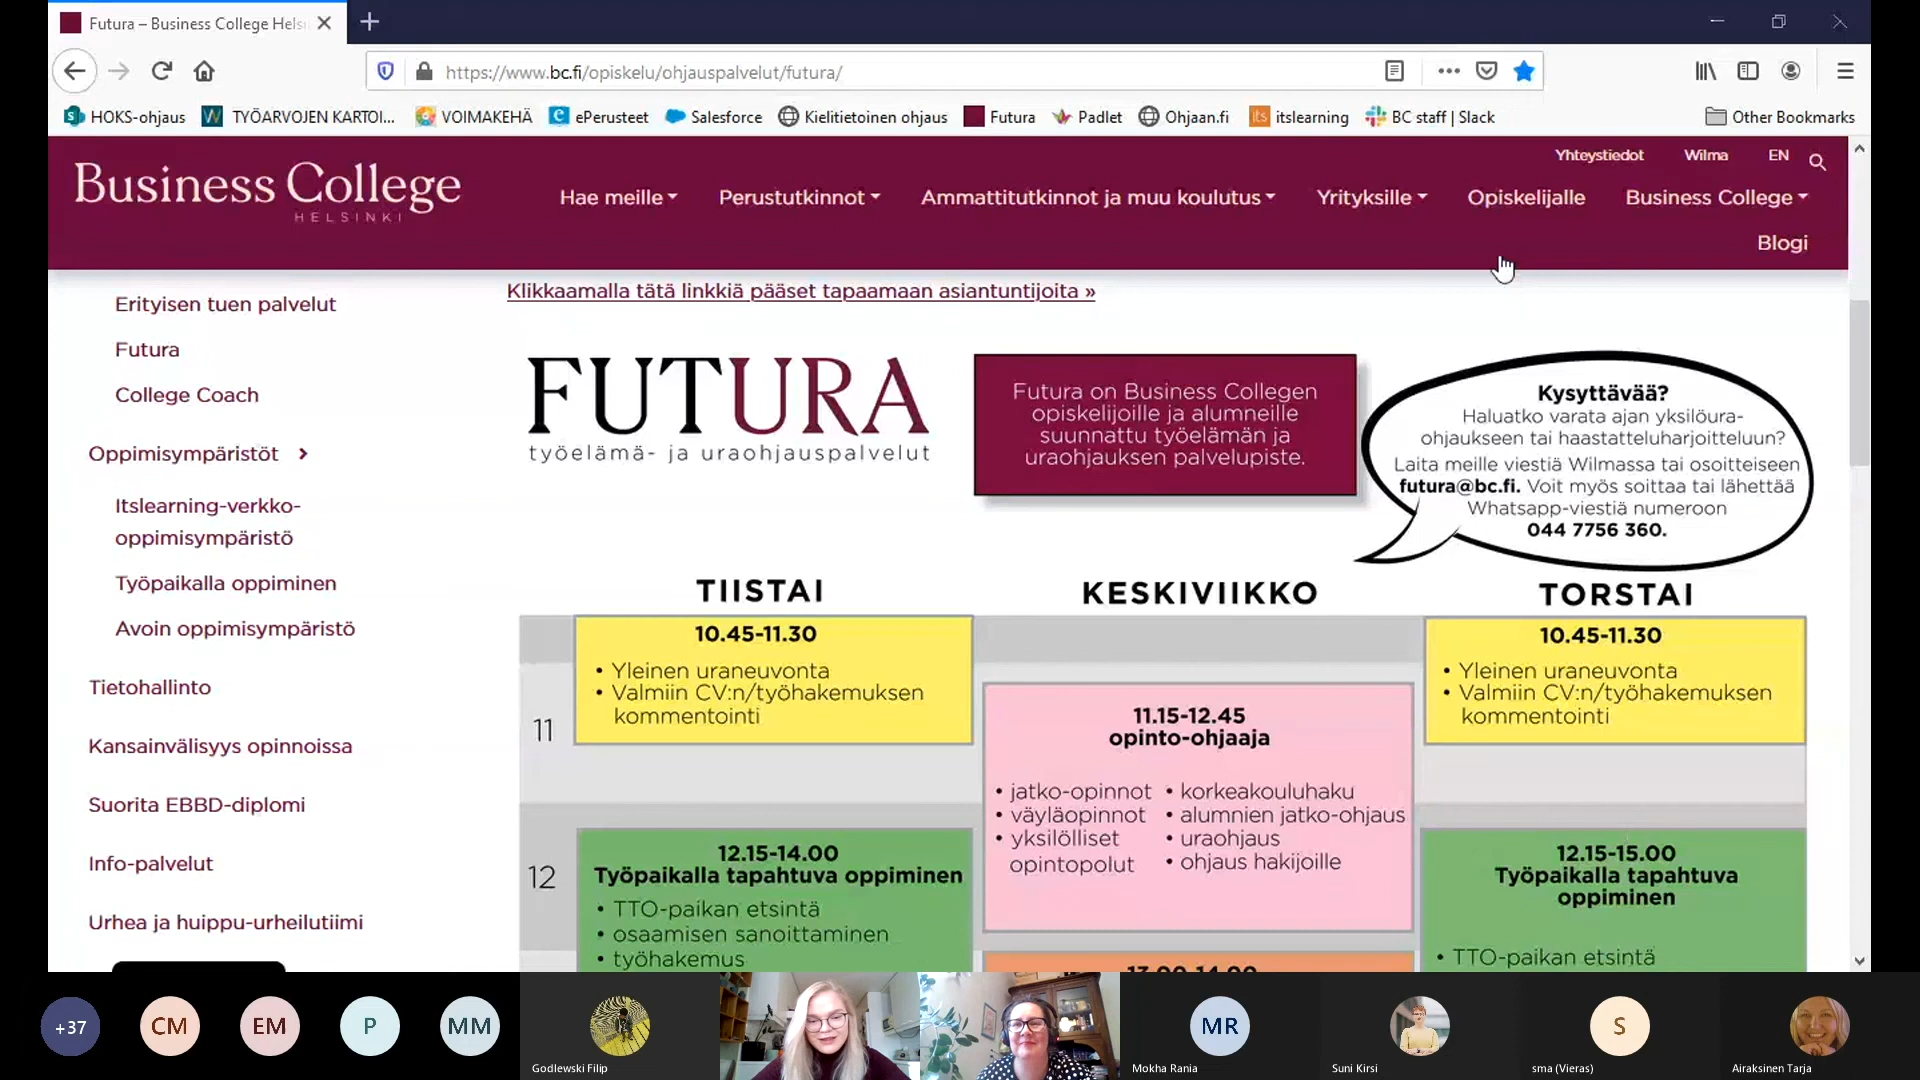 Futura – Business College Hels
https://www.bc.fi/opiskelu/ohjauspalvelut/futura/
HOKS-ohjaus
TYÖARVOJEN KARTOI...
VOIMAKEHÄ
ePerusteet
Salesforce
Kielitietoinen ohjaus
Futura
Padlet
Ohjaan.fi
itslearning
BC staff | Slack
Other Bookmarks
Yhteystiedot
Wilma
EN
Business College
HELSINKI
Hae meille
Perustutkinnot
Ammattitutkinnot ja muu koulutus
Yrityksille
Opiskelijalle
Business College
Blogi
Erityisen tuen palvelut
Futura
College Coach
Oppimisympäristöt
Itslearning-verkko-
oppimisympäristö
Työpaikalla oppiminen
Avoin oppimisympäristö
Tietohallinto
Kansainvälisyys opinnoissa
Suorita EBBD-diplomi
Info-palvelut
Urhea ja huippu-urheilutiimi
Klikkaamalla tätä linkkiä pääset tapaamaan asiantuntijoita »
FUTURA
työelämä- ja uraohjauspalvelut
Futura on Business Collegen
opiskelijoille ja alumneille
suunnattu työelämän ja
uraohjauksen palvelupiste.
Kysyttävää?
Haluatko varata ajan yksilöura-
ohjaukseen tai haastatteluharjoitteluun?
Laita meille viestiä Wilmassa tai osoitteiseen
futura@bc.fi. Voit myös soittaa tai lähettää
Whatsapp-viestiä numeroon
044 7756 360.
TIISTAI
KESKIVIIKKO
TORSTAI
11
12
10.45-11.30
• Yleinen uraneuvonta
• Valmiin CV:n/työhakemuksen
kommentointi
12.15-14.00
Työpaikalla tapahtuva oppiminen
• TTO-paikan etsintä
• osaamisen sanoittaminen
• työhakemus
11.15-12.45
opinto-ohjaaja
• jatko-opinnot
• väyläopinnot
• yksilölliset
opintopolut
• korkeakouluhaku
• alumnien jatko-ohjaus
• uraohjaus
• ohjaus hakijoille
13.00-14.00
10.45-11.30
• Yleinen uraneuvonta
• Valmiin CV:n/työhakemuksen
kommentointi
12.15-15.00
Työpaikalla tapahtuva
oppiminen
• TTO-paikan etsintä
+37
CM
EM
P
MM
Godlewski Filip
MR
Mokha Rania
Suni Kirsi
S
sma (Vieras)
Airaksinen Tarja